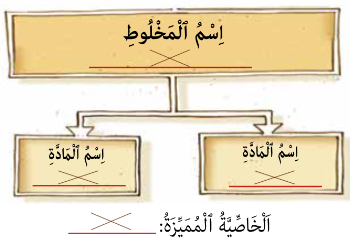 اِسْمُ ٱلْمَخْلُوطِ
اِسْمُ ٱلْمَادَّةِ
اِسْمُ ٱلْمَادَّةِ
اَلْخَاصِّيَّةُ ٱلْمُمَيِّزَةُ: